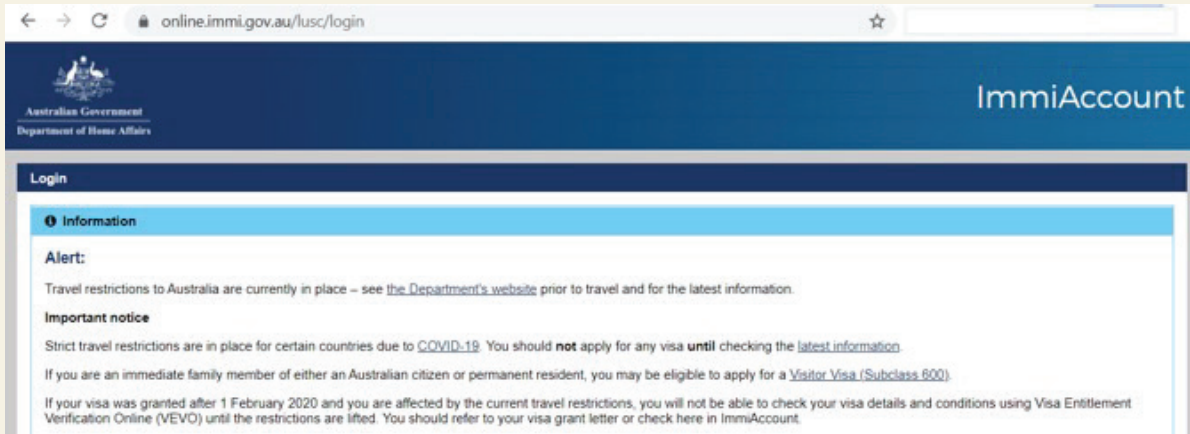 online.immi.gov.au/lusc/login
Australian Government
Department of Home Affairs
ImmiAccount
Login
Information
Alert:
Travel restrictions to Australia are currently in place – see the Department's website prior to travel and for the latest information.
Important notice
Strict travel restrictions are in place for certain countries due to COVID-19. You should not apply for any visa until checking the latest information.
If you are an immediate family member of either an Australian citizen or permanent resident, you may be eligible to apply for a Visitor Visa (Subclass 600).
If your visa was granted after 1 February 2020 and you are affected by the current travel restrictions, you will not be able to check your visa details and conditions using Visa Entitlement
Verification Online (VEVO) until the restrictions are lifted. You should refer to your visa grant letter or check here in ImmiAccount.